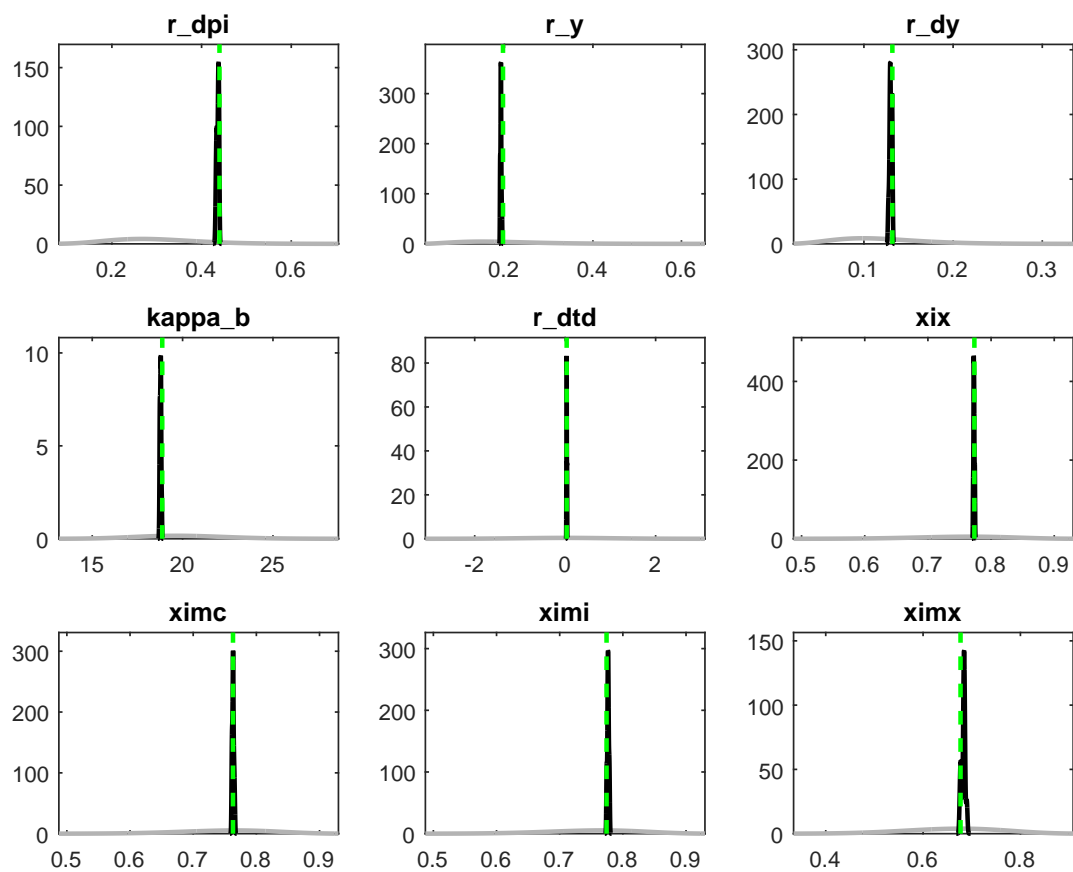 r_dpi r_y r_dy
150 300 300
100 200 200
50 100 100
0 0 0
0.2 0.4 0.6 0.2 0.4 0.6 0.1 0.2 0.3
kappa_b r_dtd xix
10 80 400
5 60 200
0 40 0
20
0
15 20 25 -2 0 2 0.5 0.6 0.7 0.8 0.9
ximc ximi ximx
300 300 150
200 200 100
100 100 50
0 0 0
0.5 0.6 0.7 0.8 0.9 0.5 0.6 0.7 0.8 0.9 0.4 0.6 0.8